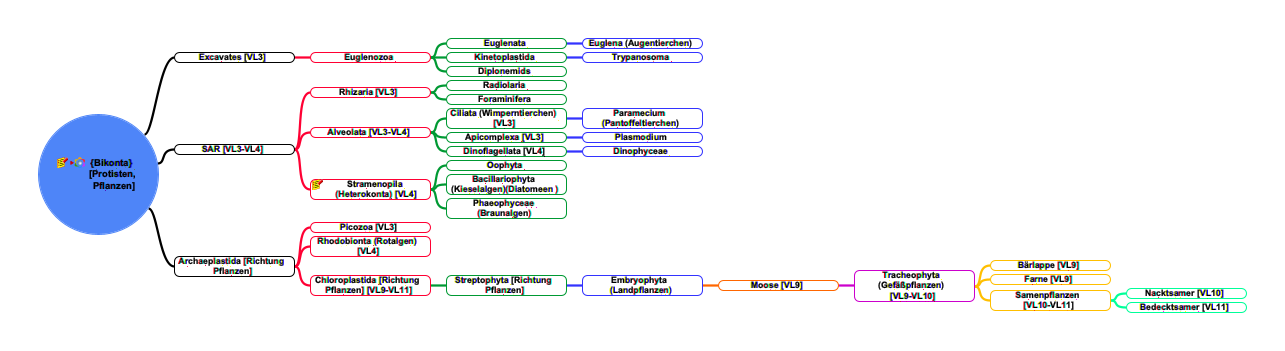 {Bikonta}
[Protisten,
Pflanzen]
Excavates [VL3]
Euglenozoa
Euglenata
Euglena (Augentierchen)
Kinetoplastida
Trypanosoma
Diplonemids
SAR [VL3-VL4]
Rhizaria [VL3]
Radiolaria
Foraminifera
Alveolata [VL3-VL4]
Ciliata (Wimperntierchen)
[VL3]
Paramecium
(Pantoffeltierchen)
Apicomplexa [VL3]
Plasmodium
Dinoflagellata [VL4]
Dinophyceae
Stramenopila
(Heterokonta) [VL4]
Oophyta
Bacillariophyta
(Kieselalgen)(Diatomeen )
Phaeophyceae
(Braunalgen)
Archaeplastida [Richtung
Pflanzen]
Picozoa [VL3]
Rhodobionta (Rotalgen)
[VL4]
Chloroplastida [Richtung
Pflanzen] [VL9-VL11]
Streptophyta [Richtung
Pflanzen]
Embryophyta
(Landpflanzen)
Moose [VL9]
Tracheophyta
(Gefäßpflanzen)
[VL9-VL10]
Bärlappe [VL9]
Farne [VL9]
Samenpflanzen
[VL10-VL11]
Nacktsamer [VL10]
Bedecktsamer [VL11]